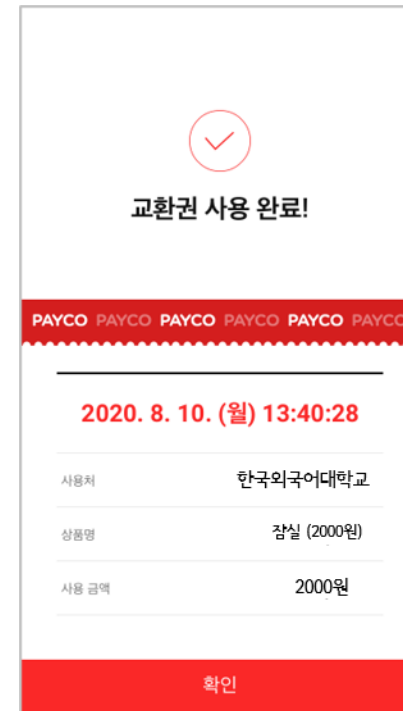 교환권 사용 완료!
PAYCO PAYCO PAYCO PAYCO PAYCO PAYCO
2020. 8. 10. (월) 13:40:28
사용처 한국외국어대학교
상품명 잠실 (2000원)
사용 금액 2000원
확인